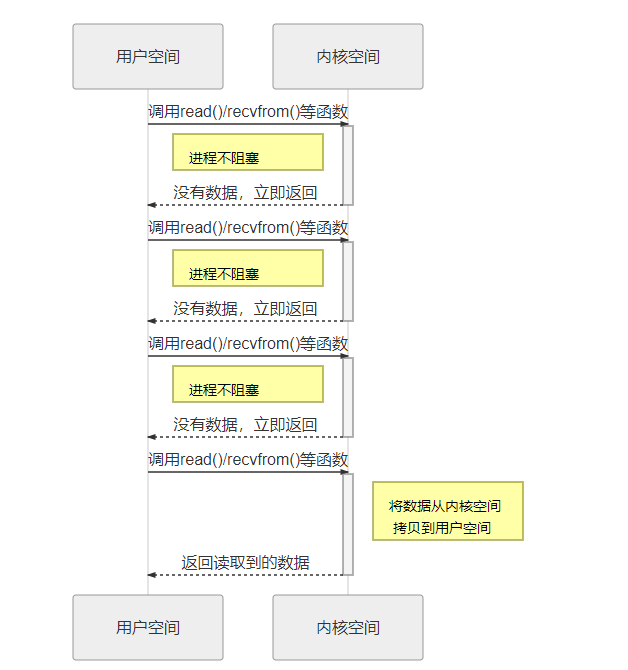 用户空间
内核空间
调用read()/recvfrom()等函数
进程不阻塞
没有数据，立即返回
调用read()/recvfrom()等函数
进程不阻塞
没有数据，立即返回
调用read()/recvfrom()等函数
进程不阻塞
没有数据，立即返回
调用read()/recvfrom()等函数
将数据从内核空间
拷贝到用户空间
返回读取到的数据
用户空间
内核空间